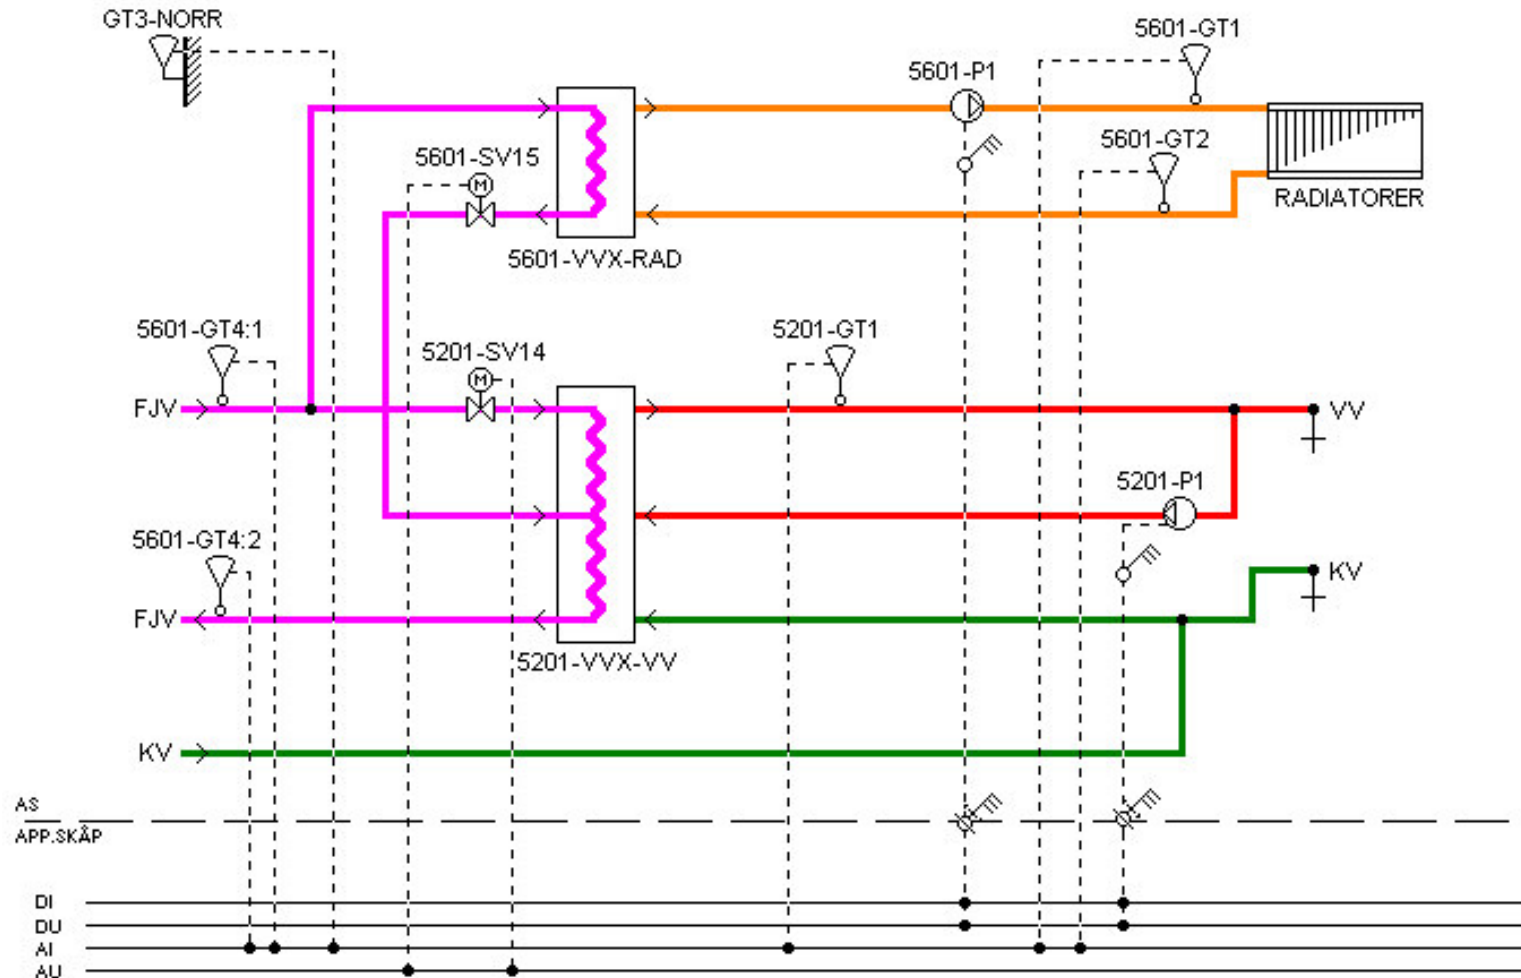 GT3-NORR
5601-GT1
5601-P1
5601-GT2
5601-SV15
M
RADIATORER
5601-VVX-RAD
5601-GT4:1
5201-GT1
5201-SV14
M
FJV
VV
5201-P1
5601-GT4:2
KV
FJV
5201-VVX-VV
KV
AS
APP.SKÅP
DI
DU
AI
AU